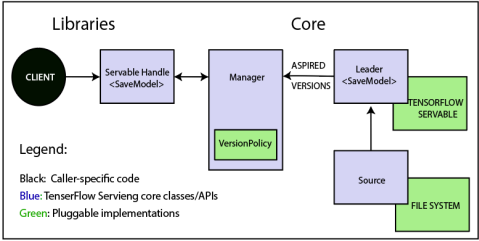 Libraries
Core
CLIENT
Servable Handle
<SaveModel>
Manager
VersionPolicy
ASPIRED
VERSIONS
Leader
<SaveModel>
TENSORFLOW
SERVABLE
Source
FILE SYSTEM
Legend:
Black: Caller-specific code
Blue: TenserFlow Servieng core classes/APIs
Green: Pluggable implementations